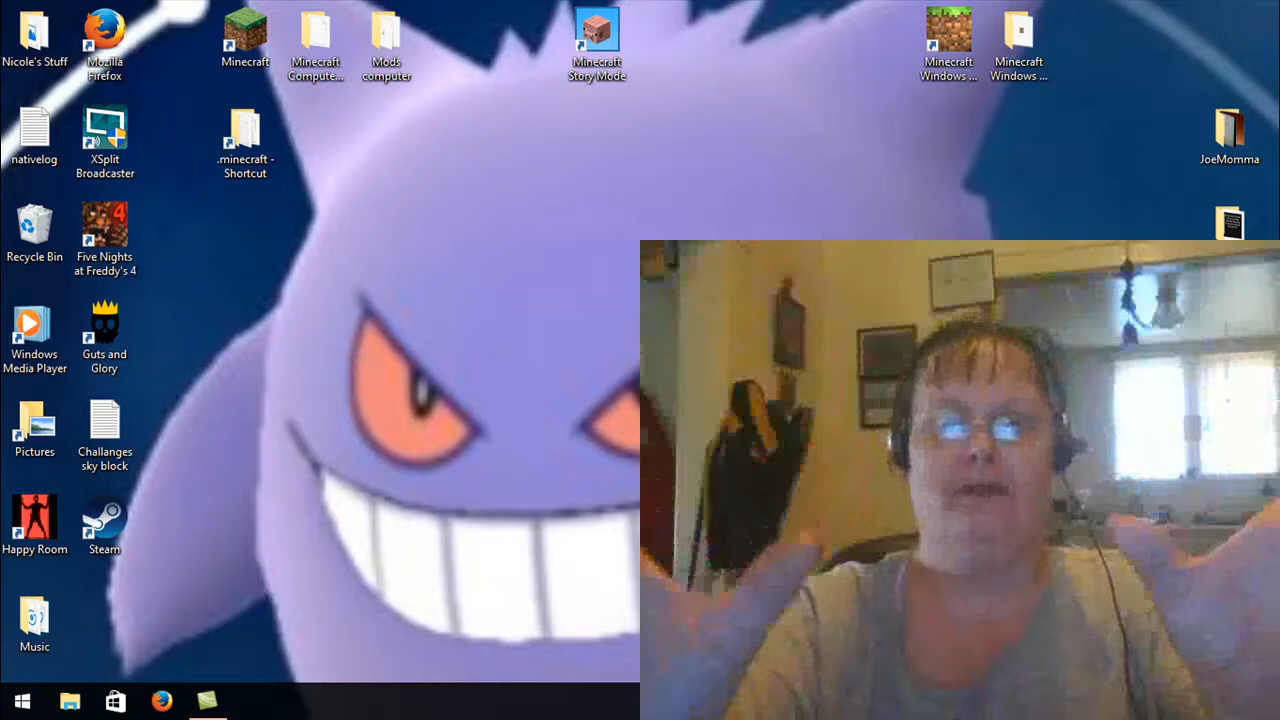 Nicole's Stuff
Mozilla
Firefox
Minecraft
Minecraft
Compute...
Mods
computer
Minecraft
Story Mode
Minecraft
Windows ...
Minecraft
Windows ...
nativelog
XSplit
Broadcaster
.minecraft -
Shortcut
JoeMomma
Recycle Bin
4
Five Nights
at Freddy's 4
Windows
Media Player
Guts and
Glory
Pictures
Challanges
sky block
Happy Room
Steam
Music